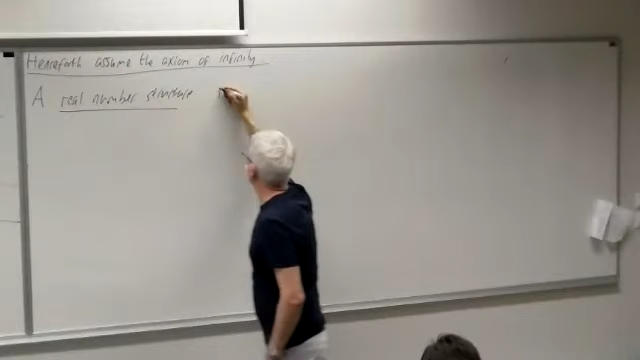 Henceforth assume the axiom of infinity
A real number structure